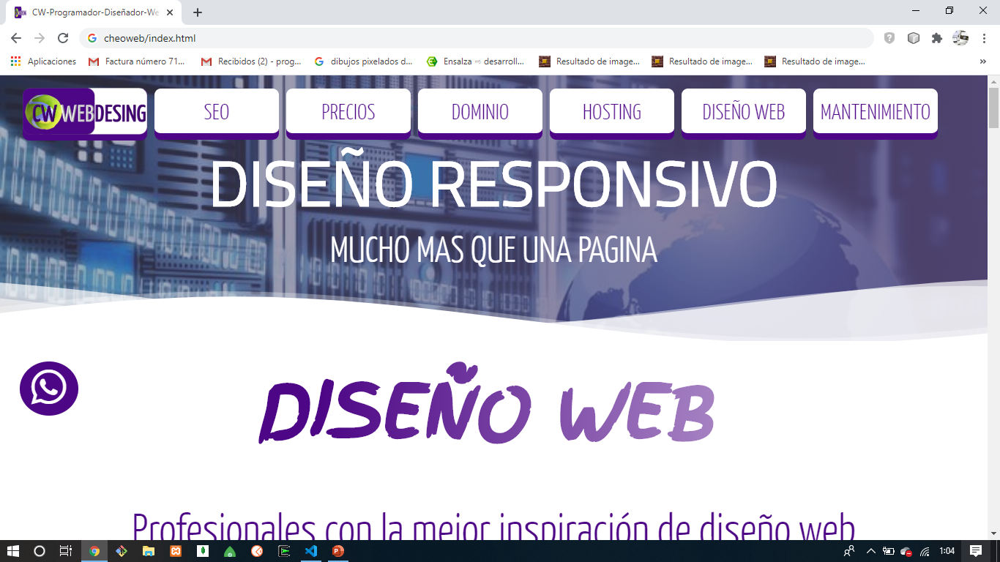 CW-Programador-Diseñador-We
cheoweb/index.html
Aplicaciones
Factura número 71...
Recibidos (2) - prog...
dibujos pixelados d...
Ensalza ⇨ desarroll...
Resultado de image...
Resultado de image...
Resultado de image...
»
CWWEBDESING
SEO
PRECIOS
DOMINIO
HOSTING
DISEÑO WEB
MANTENIMIENTO
DISEÑO RESPONSIVO
MUCHO MAS QUE UNA PAGINA
DISEÑO WEB
Profesionales con la mejor inspiración de diseño web
1:04